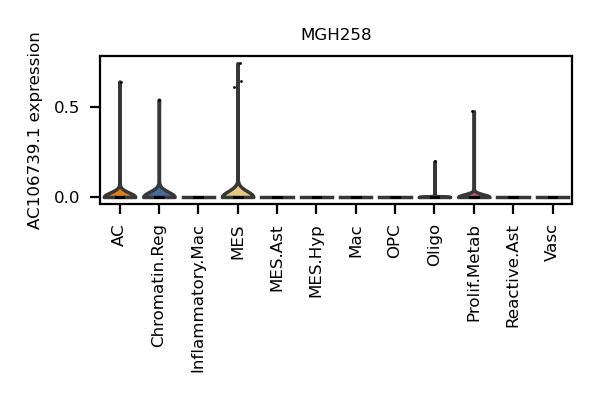 MGH258
AC106739.1 expression
0.5
0.0
AC
Chromatin.Reg
Inflammatory.Mac
MES
MES.Ast
MES.Hyp
Mac
OPC
Oligo
Prolif.Metab
Reactive.Ast
Vasc